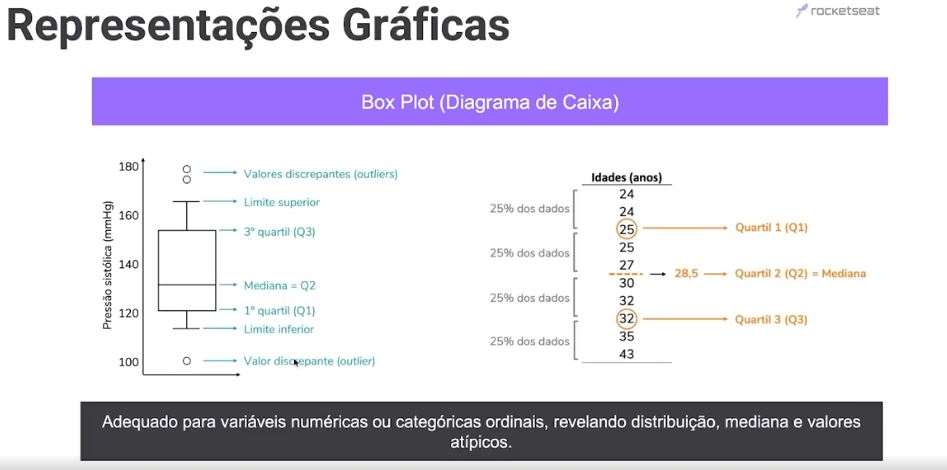 Representações Gráficas
rocketseat
Box Plot (Diagrama de Caixa)
Pressão sistólica (mmHg)
180
160
140
120
100
Valores discrepantes (outliers)
Limite superior
3º quartil (Q3)
Mediana = Q2
1º quartil (Q1)
Limite inferior
Valor discrepante (outlier)
Idades (anos)
25% dos dados
25% dos dados
25% dos dados
25% dos dados
24
24
25
25
27
30
32
32
35
43
28,5
Quartil 1 (Q1)
Quartil 2 (Q2) = Mediana
Quartil 3 (Q3)
Adequado para variáveis numéricas ou categóricas ordinais, revelando distribuição, mediana e valores
atípicos.